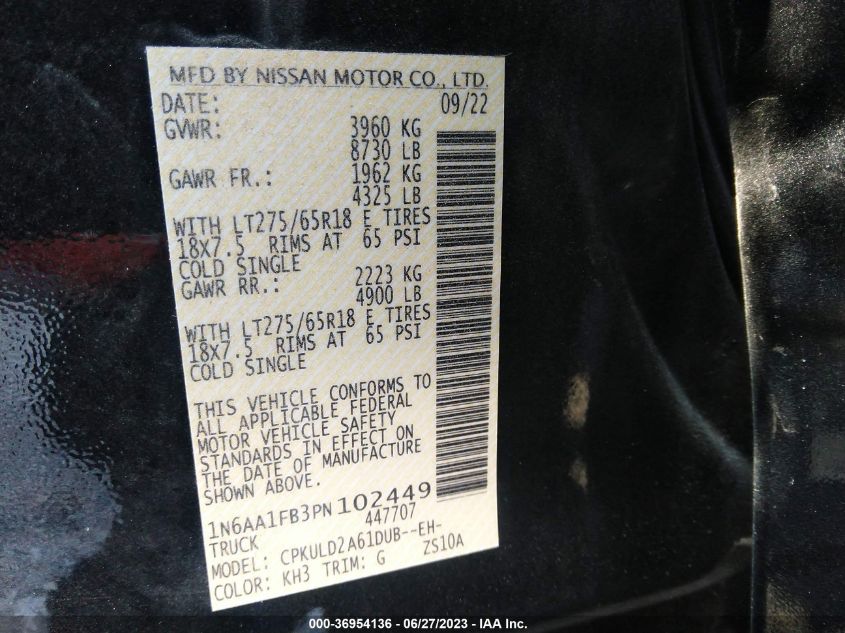 MFD BY NISSAN MOTOR CO., LTD.
DATE: 09/22
GVWR: 3960 KG
8730 LB
GAWR FR.: 1962 KG
4325 LB
WITH LT275/65R18 E TIRES
18x7.5 RIMS AT 65 PSI
COLD SINGLE
GAWR RR.: 2223 KG
4900 LB
WITH LT275/65R18 E TIRES
18x7.5 RIMS AT 65 PSI
COLD SINGLE
THIS VEHICLE CONFORMS TO
ALL APPLICABLE FEDERAL
MOTOR VEHICLE SAFETY
STANDARDS IN EFFECT ON
THE DATE OF MANUFACTURE
SHOWN ABOVE.
1N6AA1FB3PN102449
TRUCK 447707
MODEL: CPKULD2A61DUB--EH-
COLOR: KH3 TRIM: G ZS10A
000-36954136 - 06/27/2023 - IAA Inc.